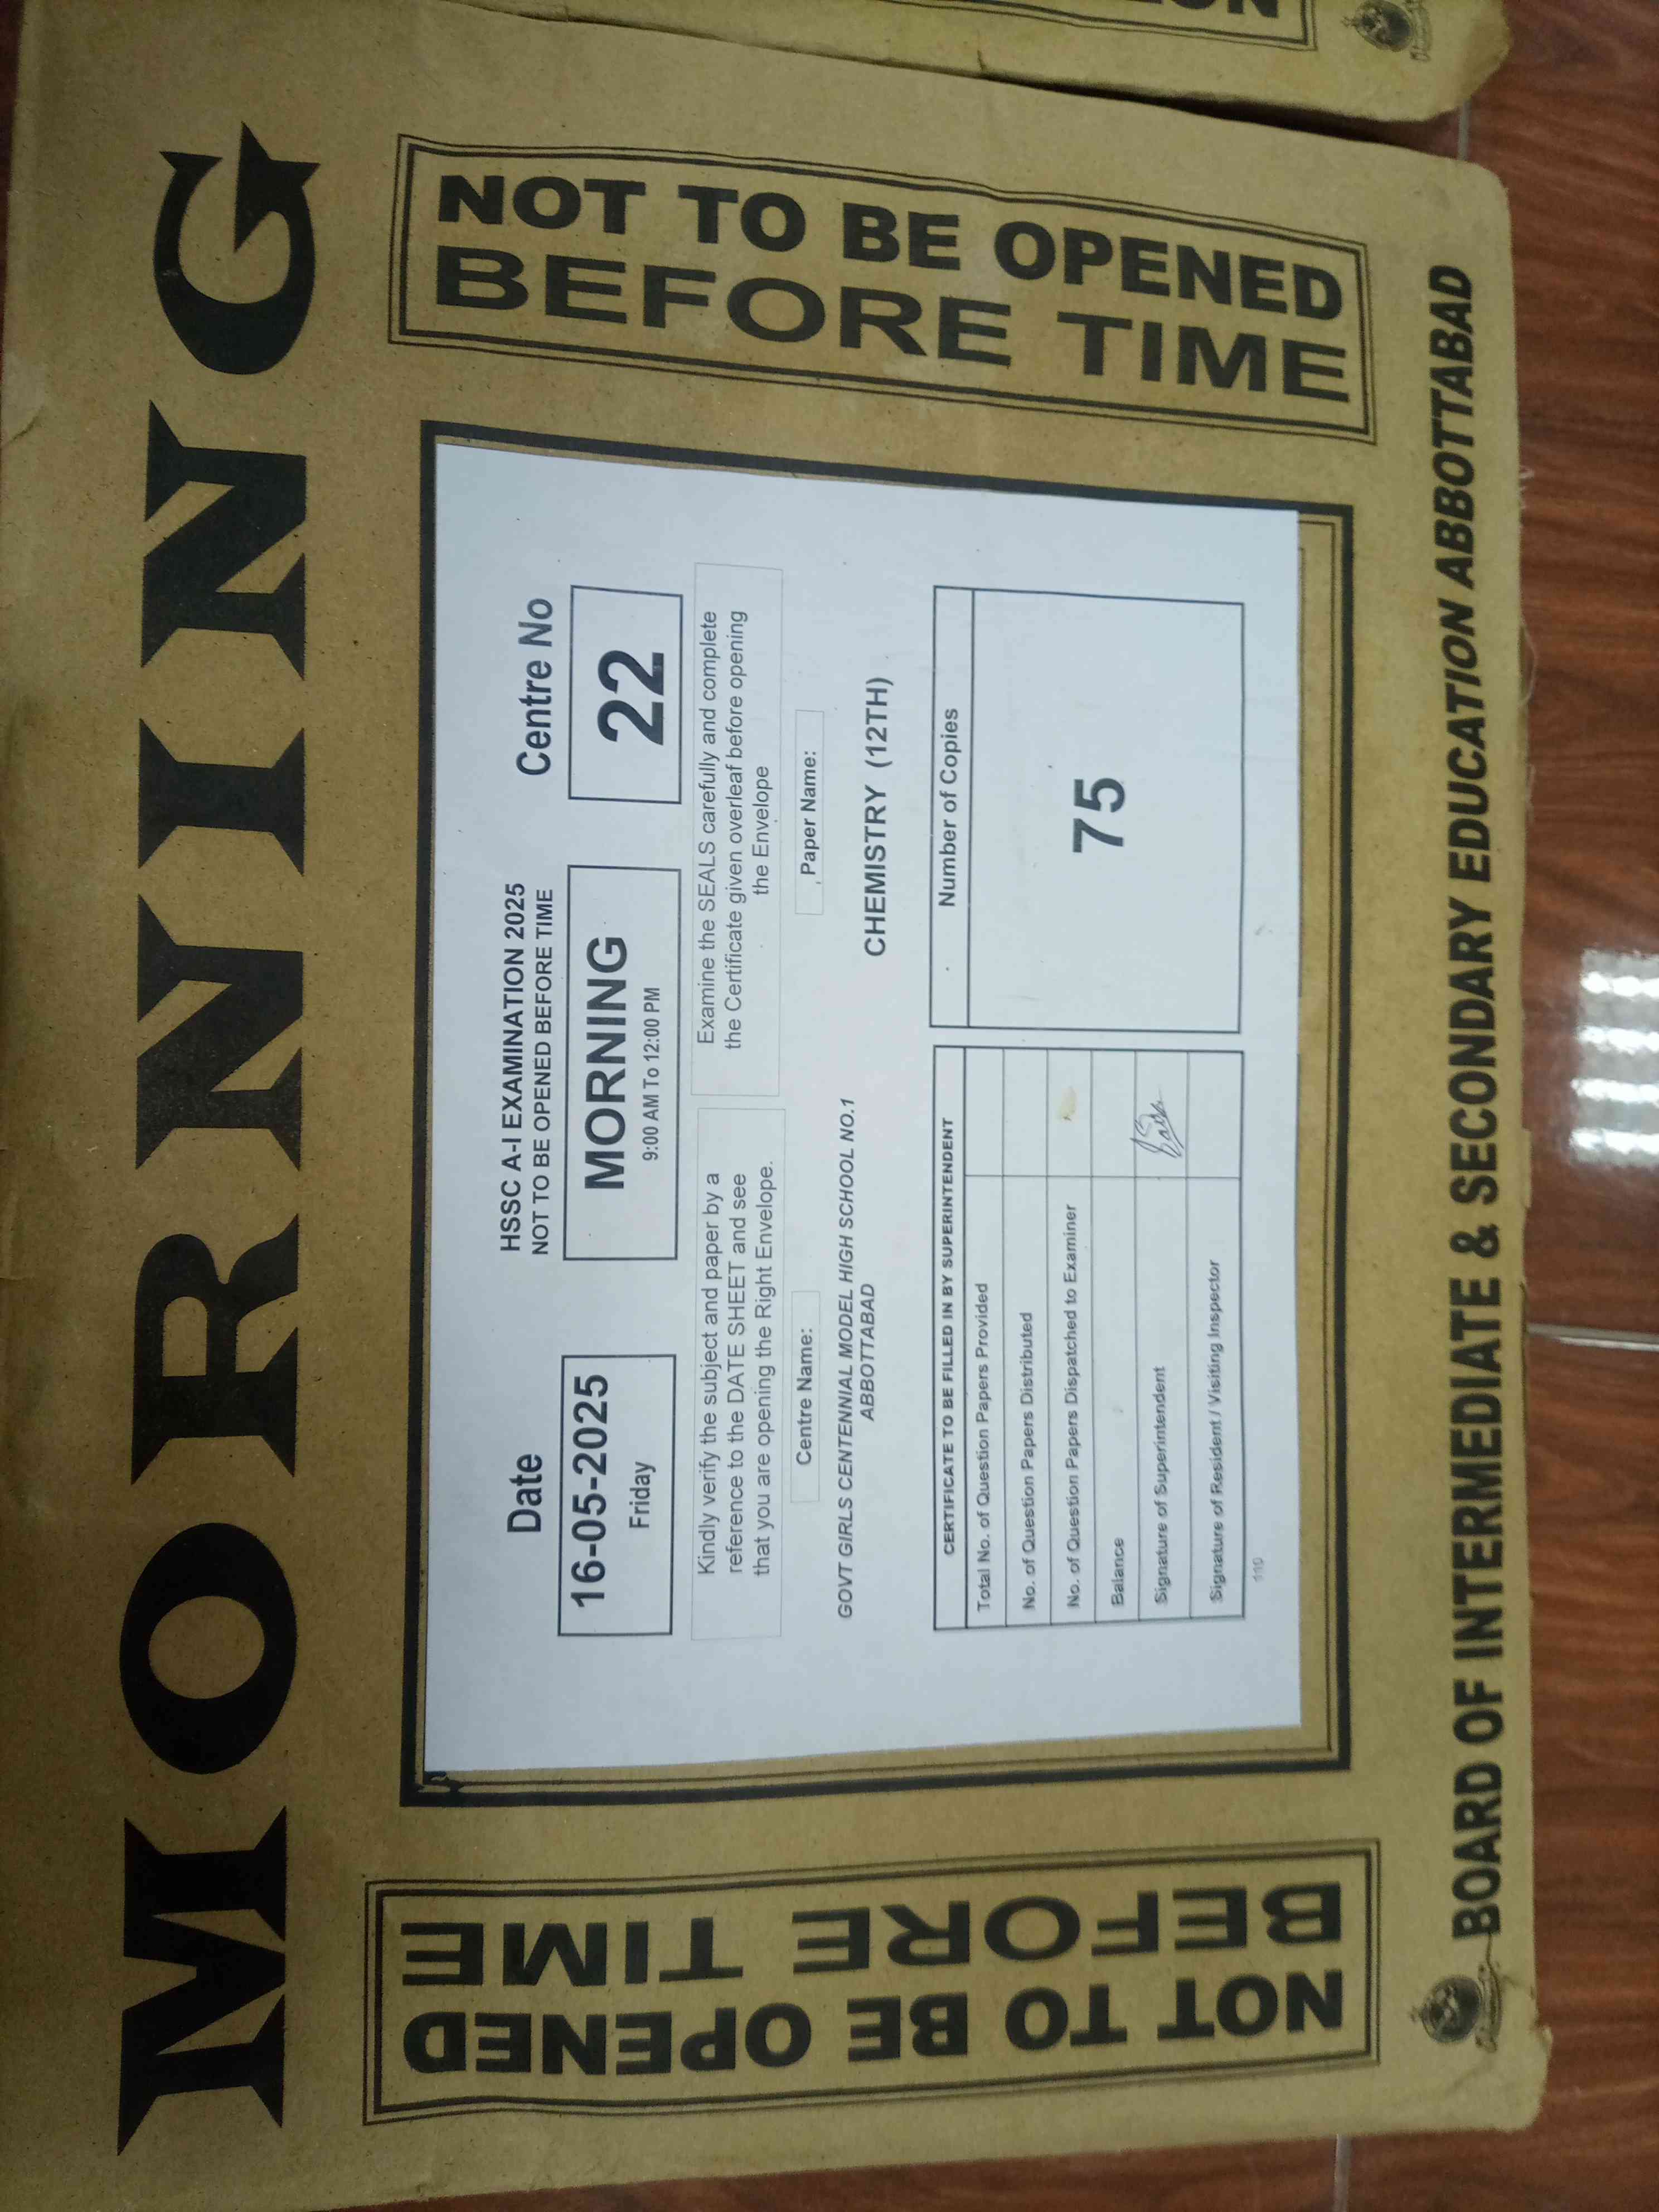 MORNING
NOT TO BE OPENED
BEFORE TIME
NOT TO BE OPENED
BEFORE TIME
HSSC A-I EXAMINATION 2025
NOT TO BE OPENED BEFORE TIME
Date
16-05-2025
Friday
MORNING
9:00 AM To 12:00 PM
Centre No
22
Kindly verify the subject and paper by a
reference to the DATE SHEET and see
that you are opening the Right Envelope.
Examine the SEALS carefully and complete
the Certificate given overleaf before opening
the Envelope
Centre Name:
GOVT GIRLS CENTENNIAL MODEL HIGH SCHOOL NO.1
ABBOTTABAD
Paper Name:
CHEMISTRY (12TH)
CERTIFICATE TO BE FILLED IN BY SUPERINTENDENT
Total No. of Question Papers Provided
No. of Question Papers Distributed
No. of Question Papers Dispatched to Examiner
Balance
Signature of Superintendent
Signature of Resident / Visiting Inspector
Number of Copies
75
BOARD OF INTERMEDIATE & SECONDARY EDUCATION ABBOTTABAD